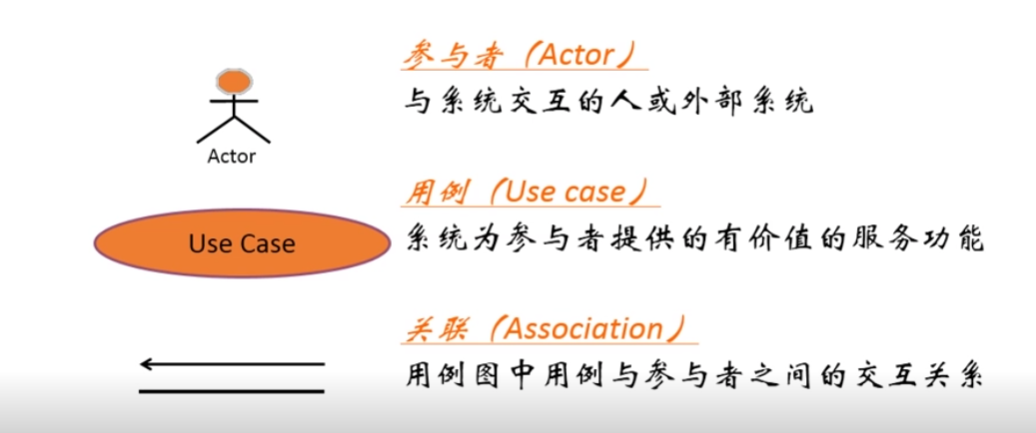 参与者（Actor）
与系统交互的人或外部系统
Actor
用例（Use case）
系统为参与者提供的有价值的服务功能
Use Case
关联（Association）
用例图中用例与参与者之间的交互关系